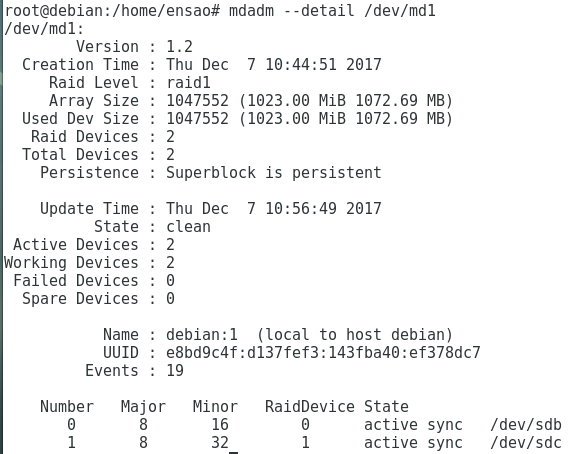 root@debian:/home/ensao# mdadm --detail /dev/md1
/dev/md1:
        Version : 1.2
  Creation Time : Thu Dec  7 10:44:51 2017
     Raid Level : raid1
     Array Size : 1047552 (1023.00 MiB 1072.69 MB)
  Used Dev Size : 1047552 (1023.00 MiB 1072.69 MB)
   Raid Devices : 2
  Total Devices : 2
    Persistence : Superblock is persistent

    Update Time : Thu Dec  7 10:56:49 2017
          State : clean
 Active Devices : 2
Working Devices : 2
 Failed Devices : 0
  Spare Devices : 0

           Name : debian:1  (local to host debian)
           UUID : e8bd9c4f:d137fef3:143fba40:ef378dc7
         Events : 19

    Number   Major   Minor   RaidDevice State
       0       8       16        0      active sync   /dev/sdb
       1       8       32        1      active sync   /dev/sdc